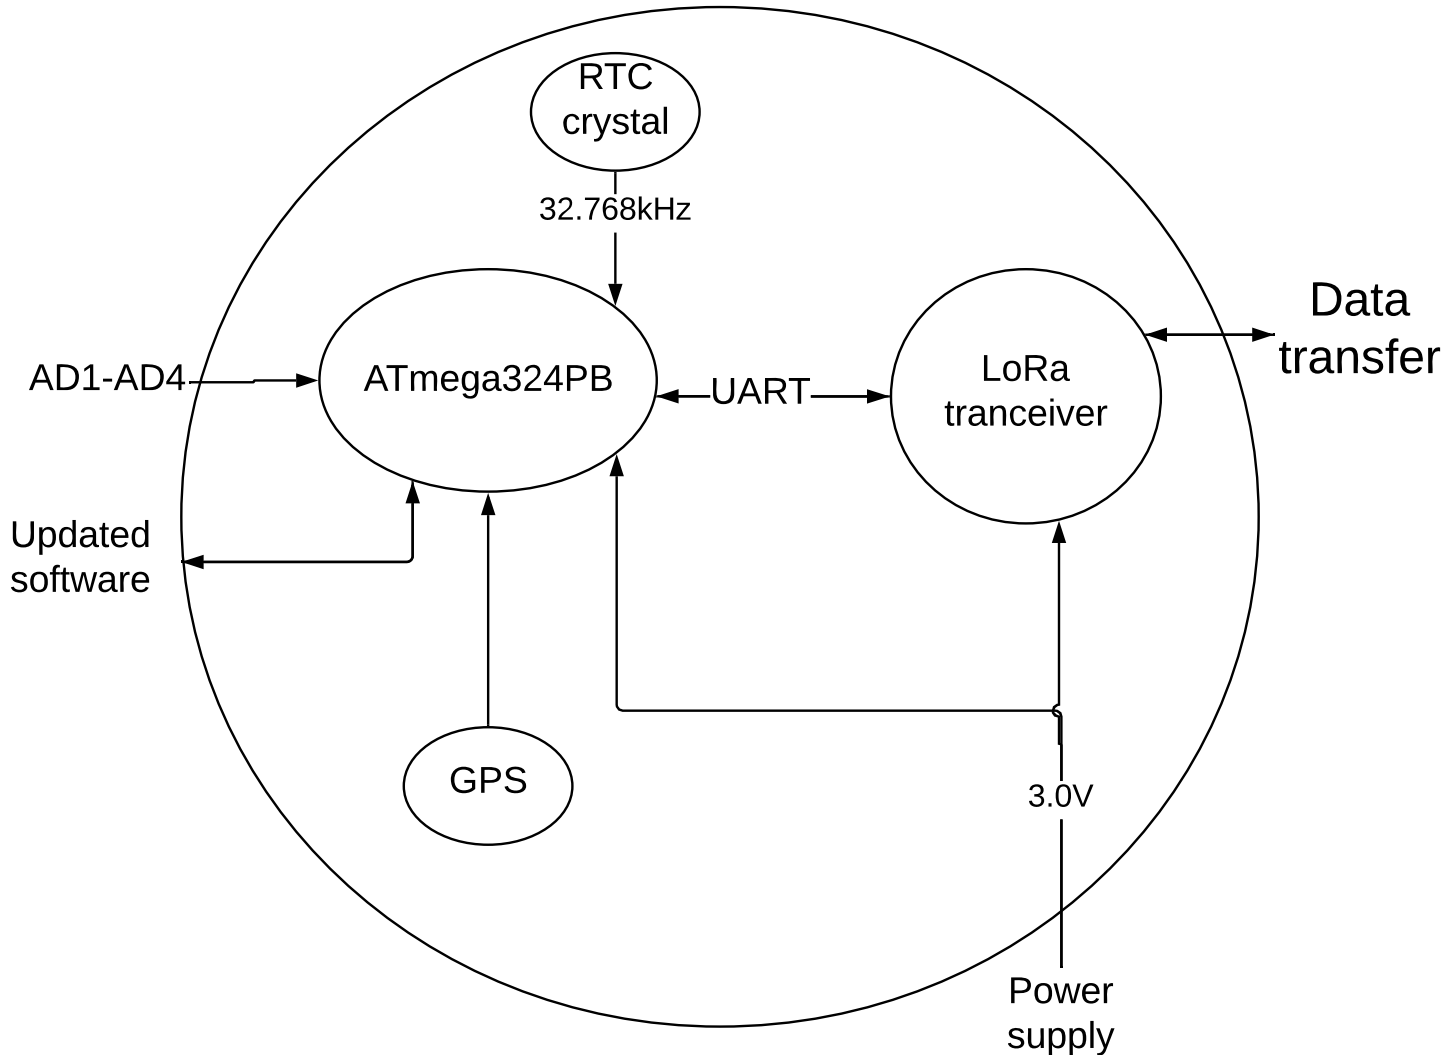 RTC
crystal
32.768kHz
Data
transfer
AD1-AD4
ATmega324PB
UART
LoRa
tranceiver
Updated
software
GPS
3.0V
Power
supply